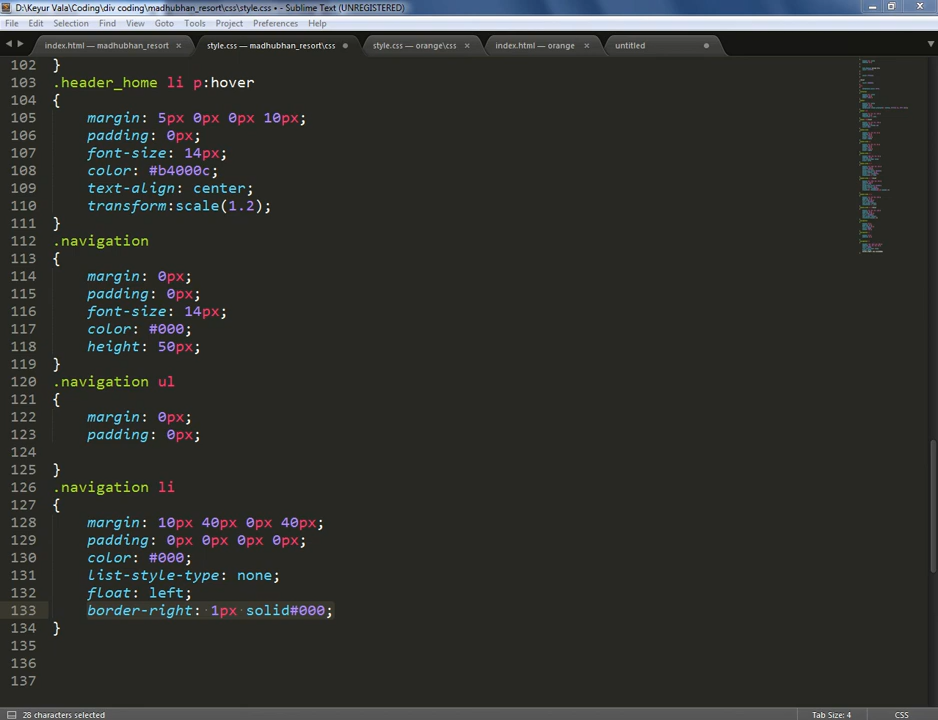 D:\Keyur Vala\Coding\div coding\madhubhan_resort\css\style.css • - Sublime Text (UNREGISTERED)
File Edit Selection Find View Goto Tools Project Preferences Help
index.html — madhubhan_resort × style.css — madhubhan_resort\css • style.css — orange\css × index.html — orange × untitled •
102 }
103 .header_home li p:hover
104 {
105 margin: 5px 0px 0px 10px;
106 padding: 0px;
107 font-size: 14px;
108 color: #b4000c;
109 text-align: center;
110 transform:scale(1.2);
111 }
112 .navigation
113 {
114 margin: 0px;
115 padding: 0px;
116 font-size: 14px;
117 color: #000;
118 height: 50px;
119 }
120 .navigation ul
121 {
122 margin: 0px;
123 padding: 0px;
124
125 }
126 .navigation li
127 {
128 margin: 10px 40px 0px 40px;
129 padding: 0px 0px 0px 0px;
130 color: #000;
131 list-style-type: none;
132 float: left;
133 border-right: 1px solid#000;
134 }
135
136
137
28 characters selected Tab Size: 4 CSS